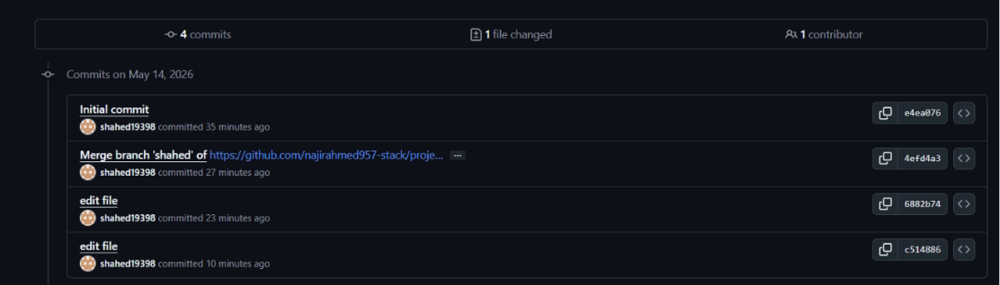 4 commits
1 file changed
1 contributor
Commits on May 14, 2026
Initial commit
e4ea076
shahed19398 committed 35 minutes ago
Merge branch 'shahed' of https://github.com/najirahmed957-stack/proje... ...
4efd4a3
shahed19398 committed 27 minutes ago
edit file
6882b74
shahed19398 committed 23 minutes ago
edit file
c514886
shahed19398 committed 10 minutes ago